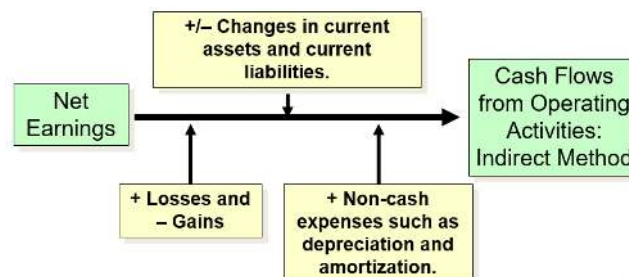 +/– Changes in current
assets and current
liabilities.
Net
Earnings
Cash Flows
from Operating
Activities:
Indirect Method
+ Losses and
– Gains
+ Non-cash
expenses such as
depreciation and
amortization.